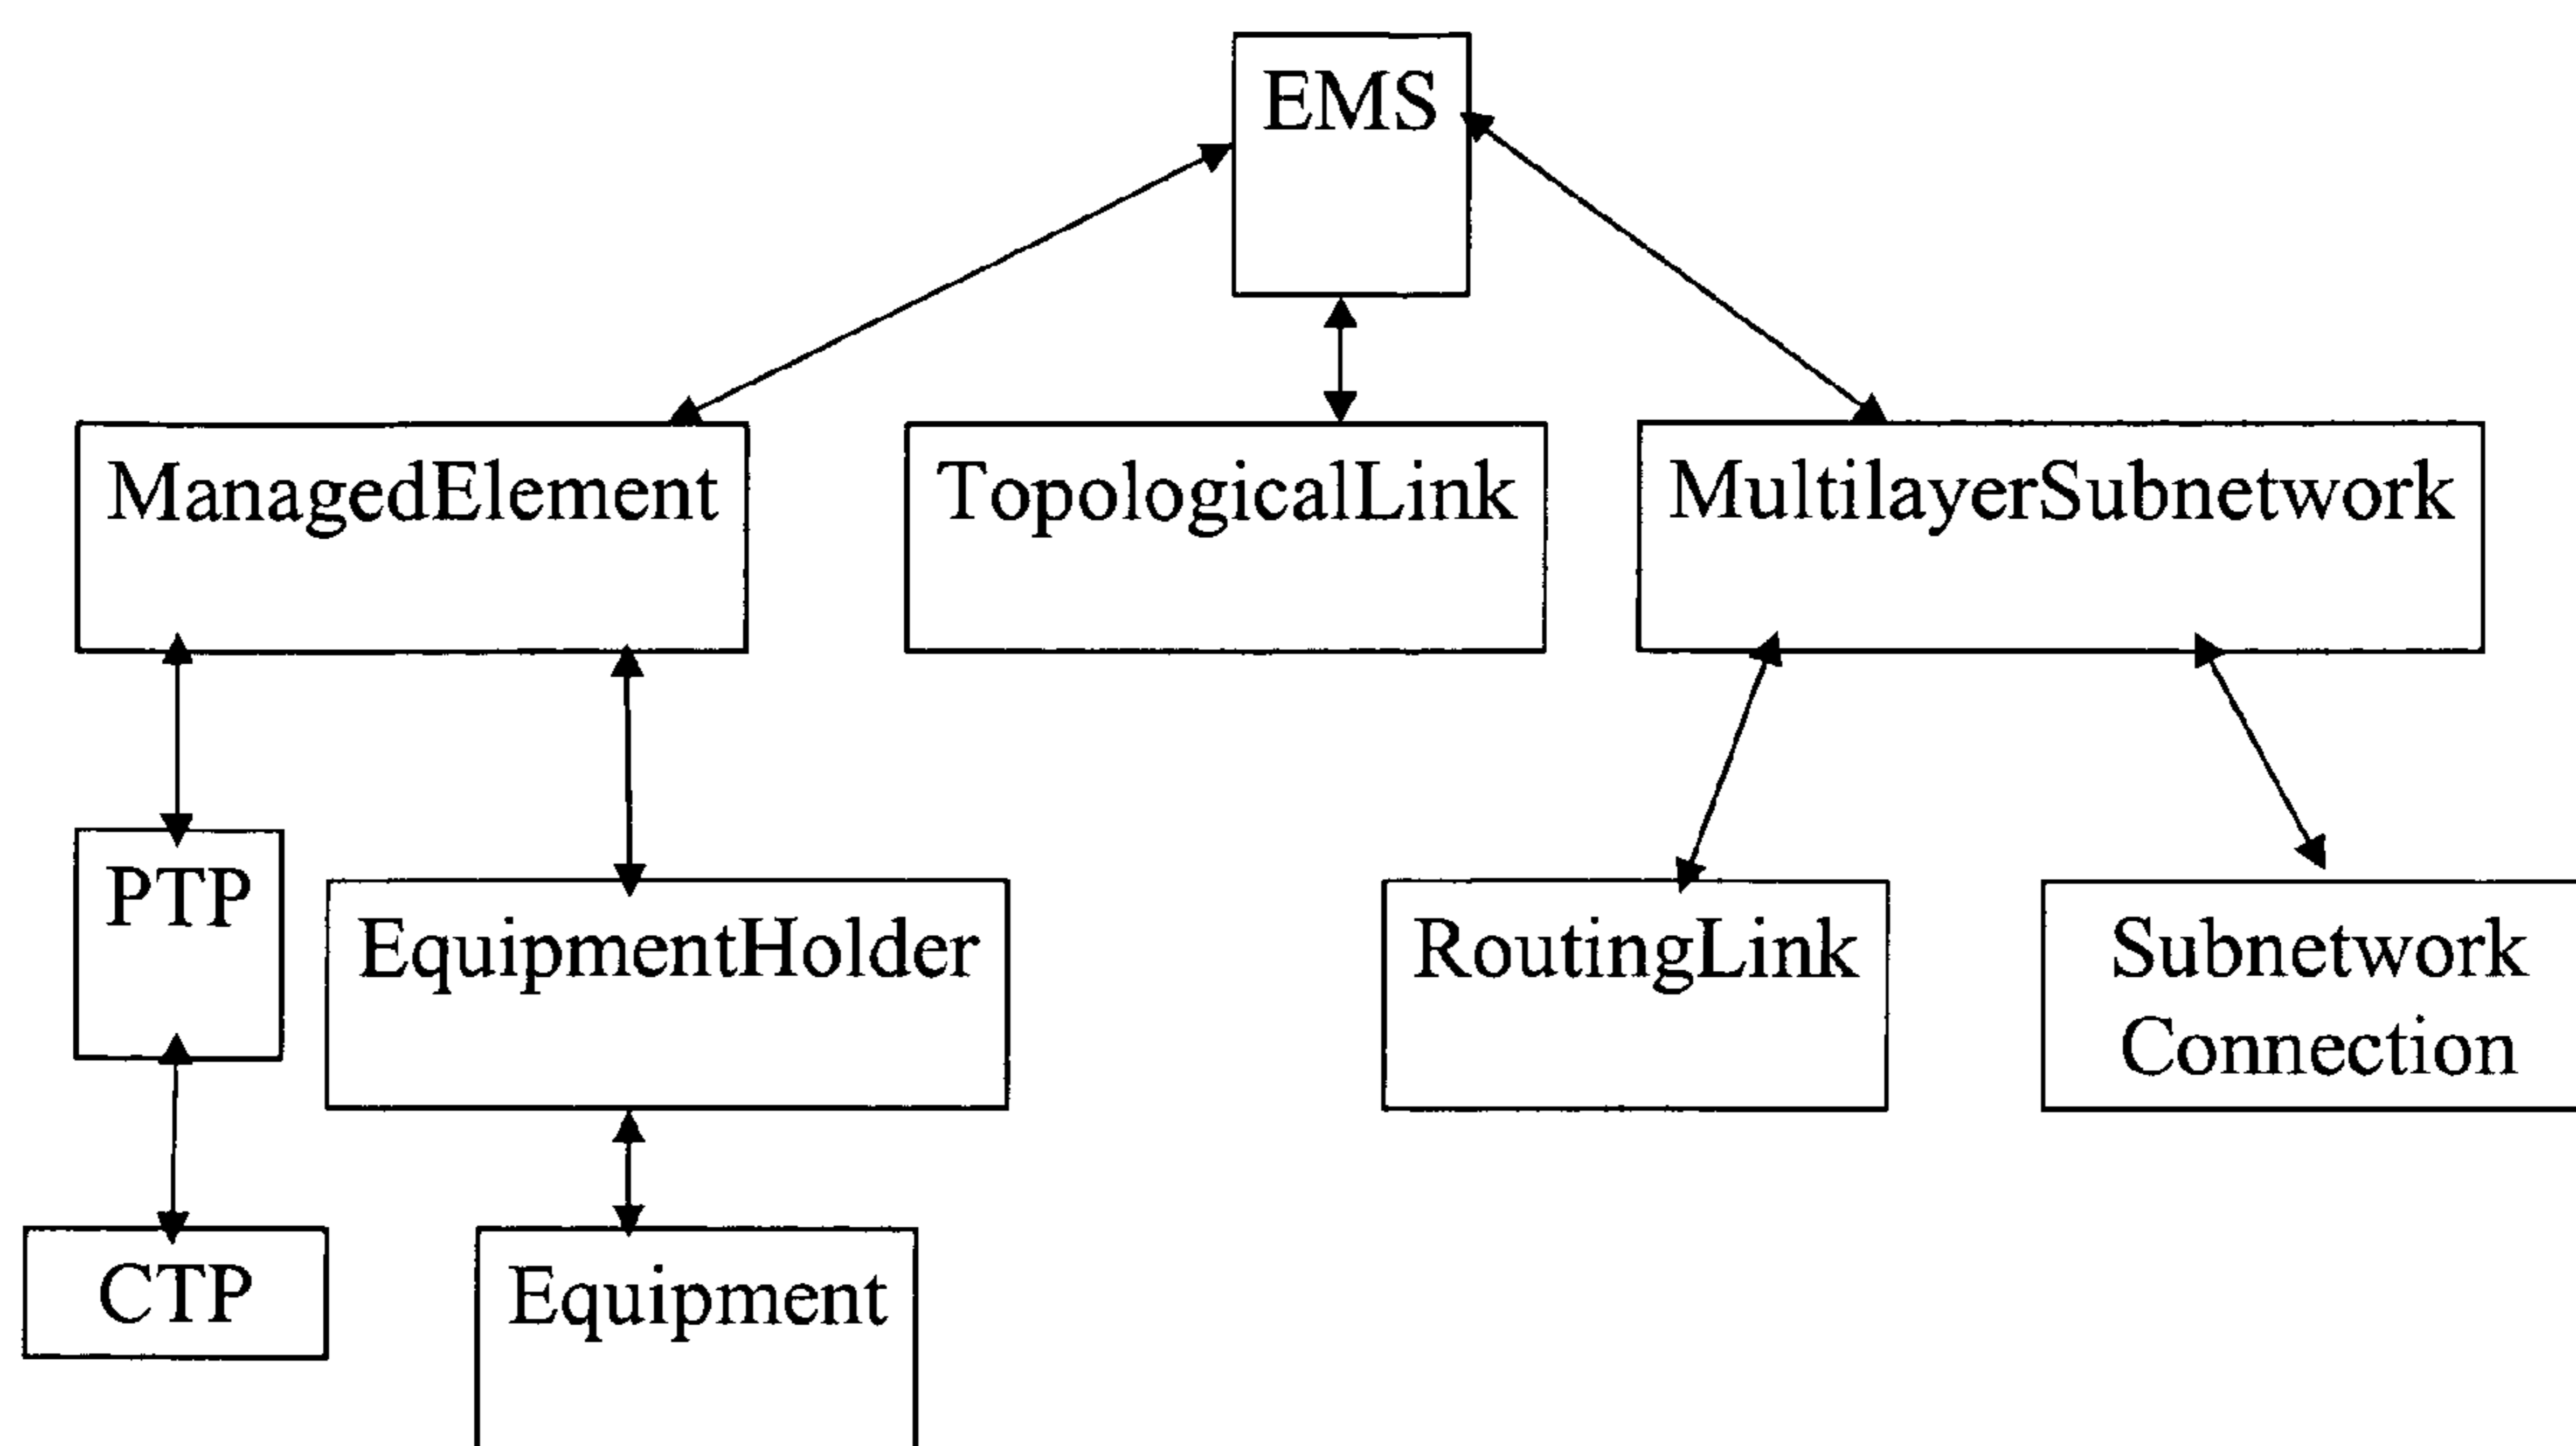 EMS
ManagedElement
TopologicalLink
MultilayerSubnetwork
PTP
EquipmentHolder
RoutingLink
Subnetwork
Connection
CTP
Equipment